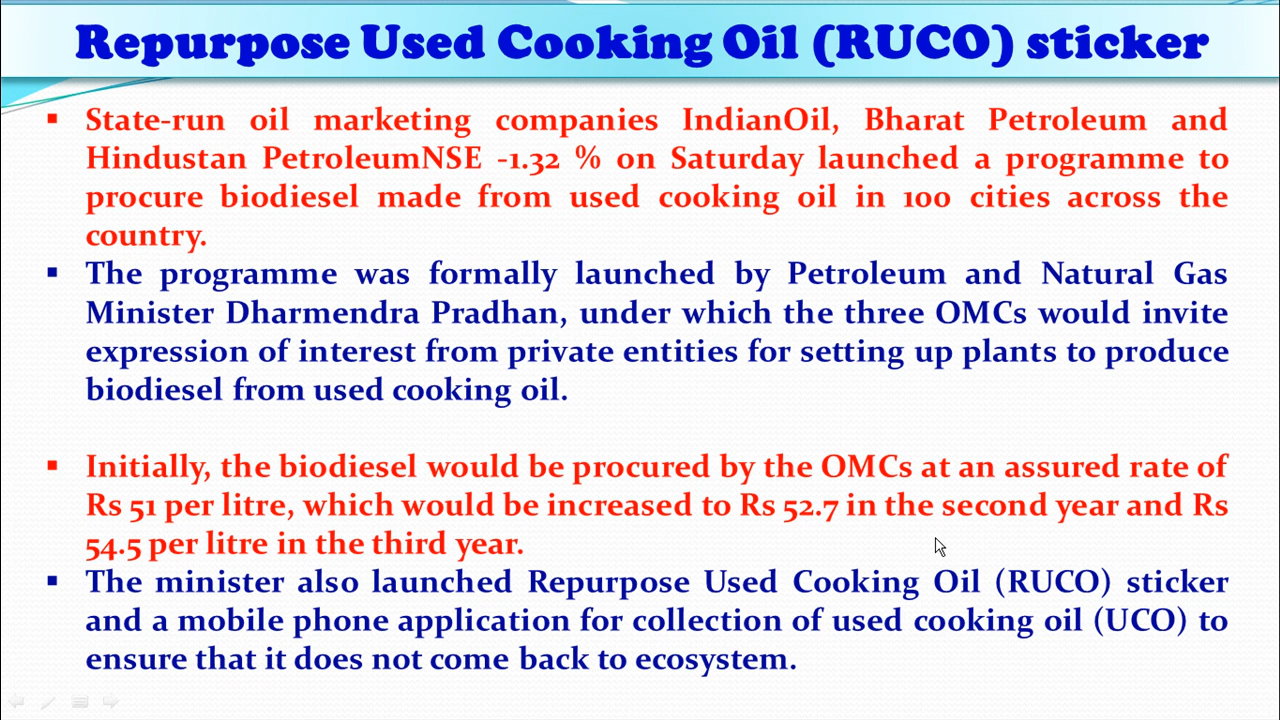 Repurpose Used Cooking Oil (RUCO) sticker
▪ State-run oil marketing companies IndianOil, Bharat Petroleum and
Hindustan PetroleumNSE -1.32 % on Saturday launched a programme to
procure biodiesel made from used cooking oil in 100 cities across the
country.
▪ The programme was formally launched by Petroleum and Natural Gas
Minister Dharmendra Pradhan, under which the three OMCs would invite
expression of interest from private entities for setting up plants to produce
biodiesel from used cooking oil.
▪ Initially, the biodiesel would be procured by the OMCs at an assured rate of
Rs 51 per litre, which would be increased to Rs 52.7 in the second year and Rs
54.5 per litre in the third year.
▪ The minister also launched Repurpose Used Cooking Oil (RUCO) sticker
and a mobile phone application for collection of used cooking oil (UCO) to
ensure that it does not come back to ecosystem.